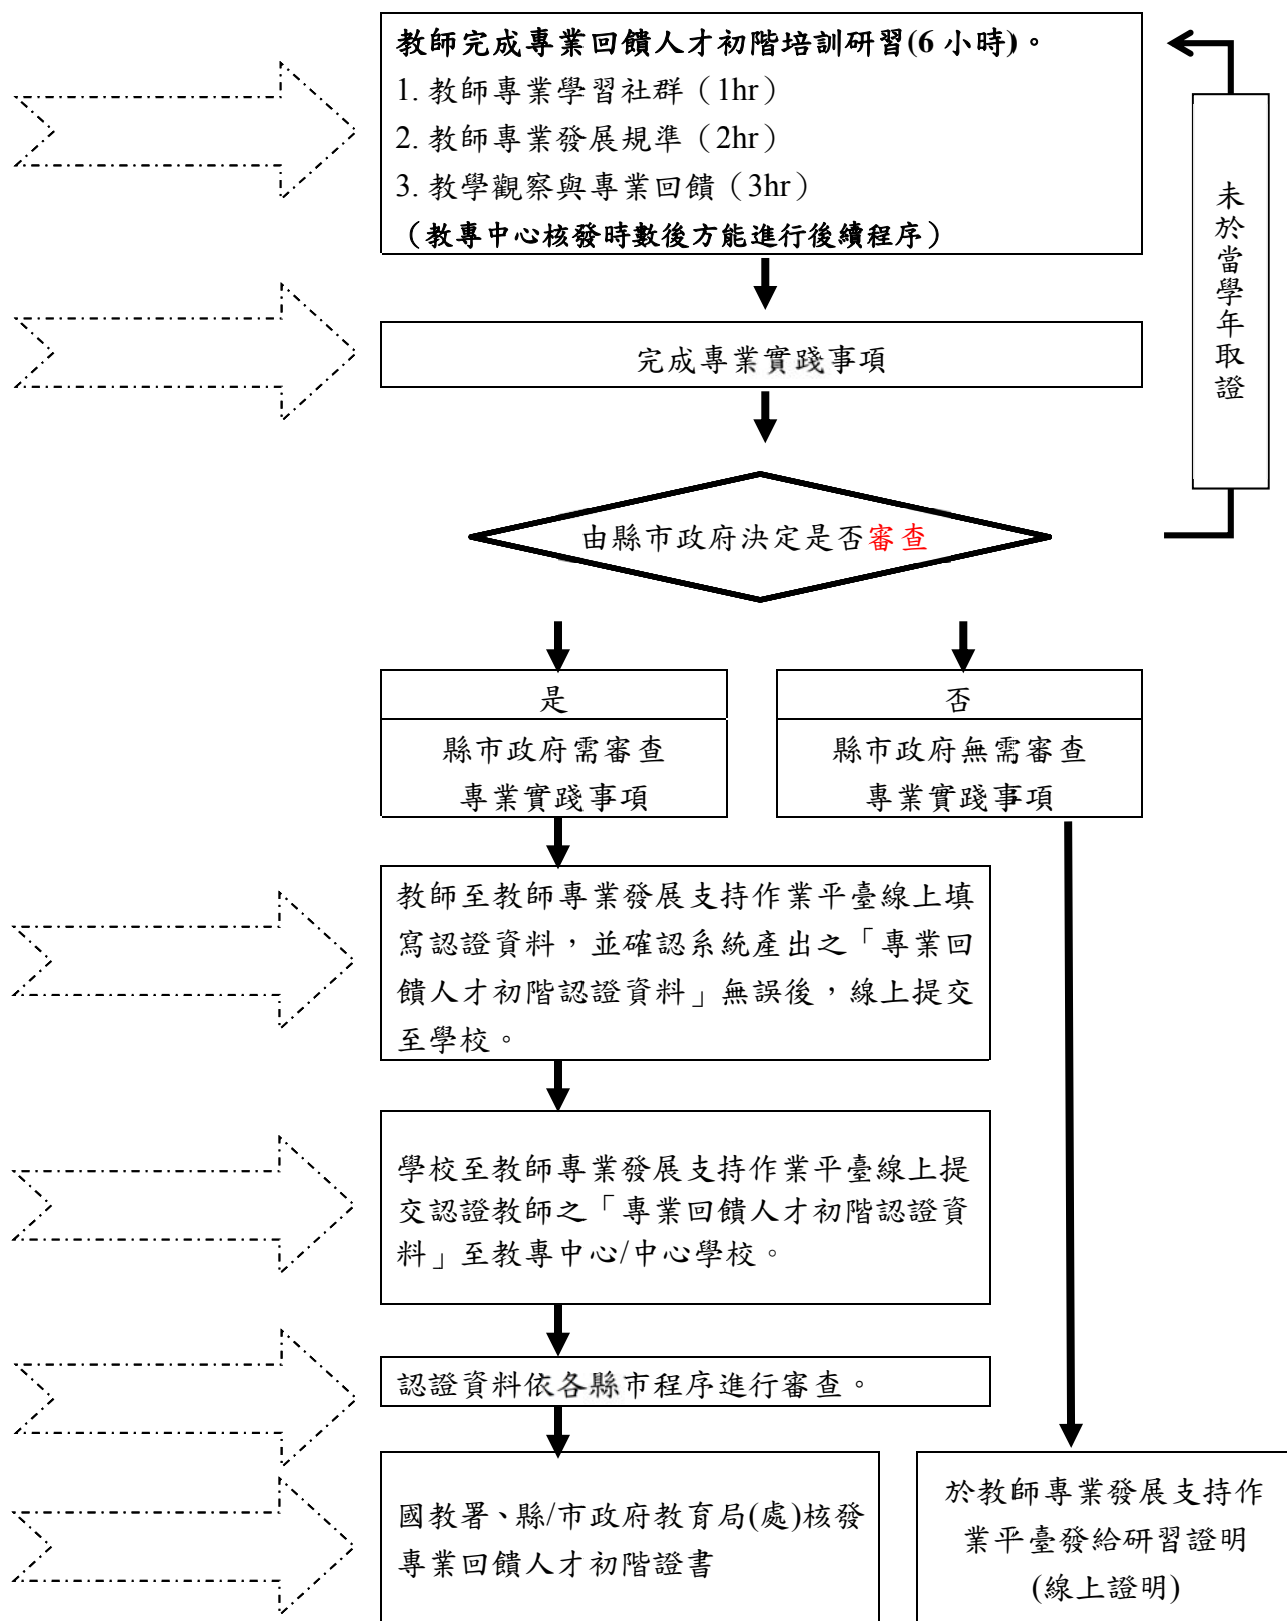 教師完成專業回饋人才初階培訓研習(6 小時)。
1. 教師專業學習社群（1hr）
2. 教師專業發展規準（2hr）
3. 教學觀察與專業回饋（3hr）
（教專中心核發時數後方能進行後續程序）
未於當學年取證
完成專業實踐事項
由縣市政府決定是否審查
是
縣市政府需審查
專業實踐事項
否
縣市政府無需審查
專業實踐事項
教師至教師專業發展支持作業平臺線上填
寫認證資料，並確認系統產出之「專業回
饋人才初階認證資料」無誤後，線上提交
至學校。
學校至教師專業發展支持作業平臺線上提
交認證教師之「專業回饋人才初階認證資
料」至教專中心/中心學校。
認證資料依各縣市程序進行審查。
國教署、縣/市政府教育局(處)核發
專業回饋人才初階證書
於教師專業發展支持作
業平臺發給研習證明
(線上證明)